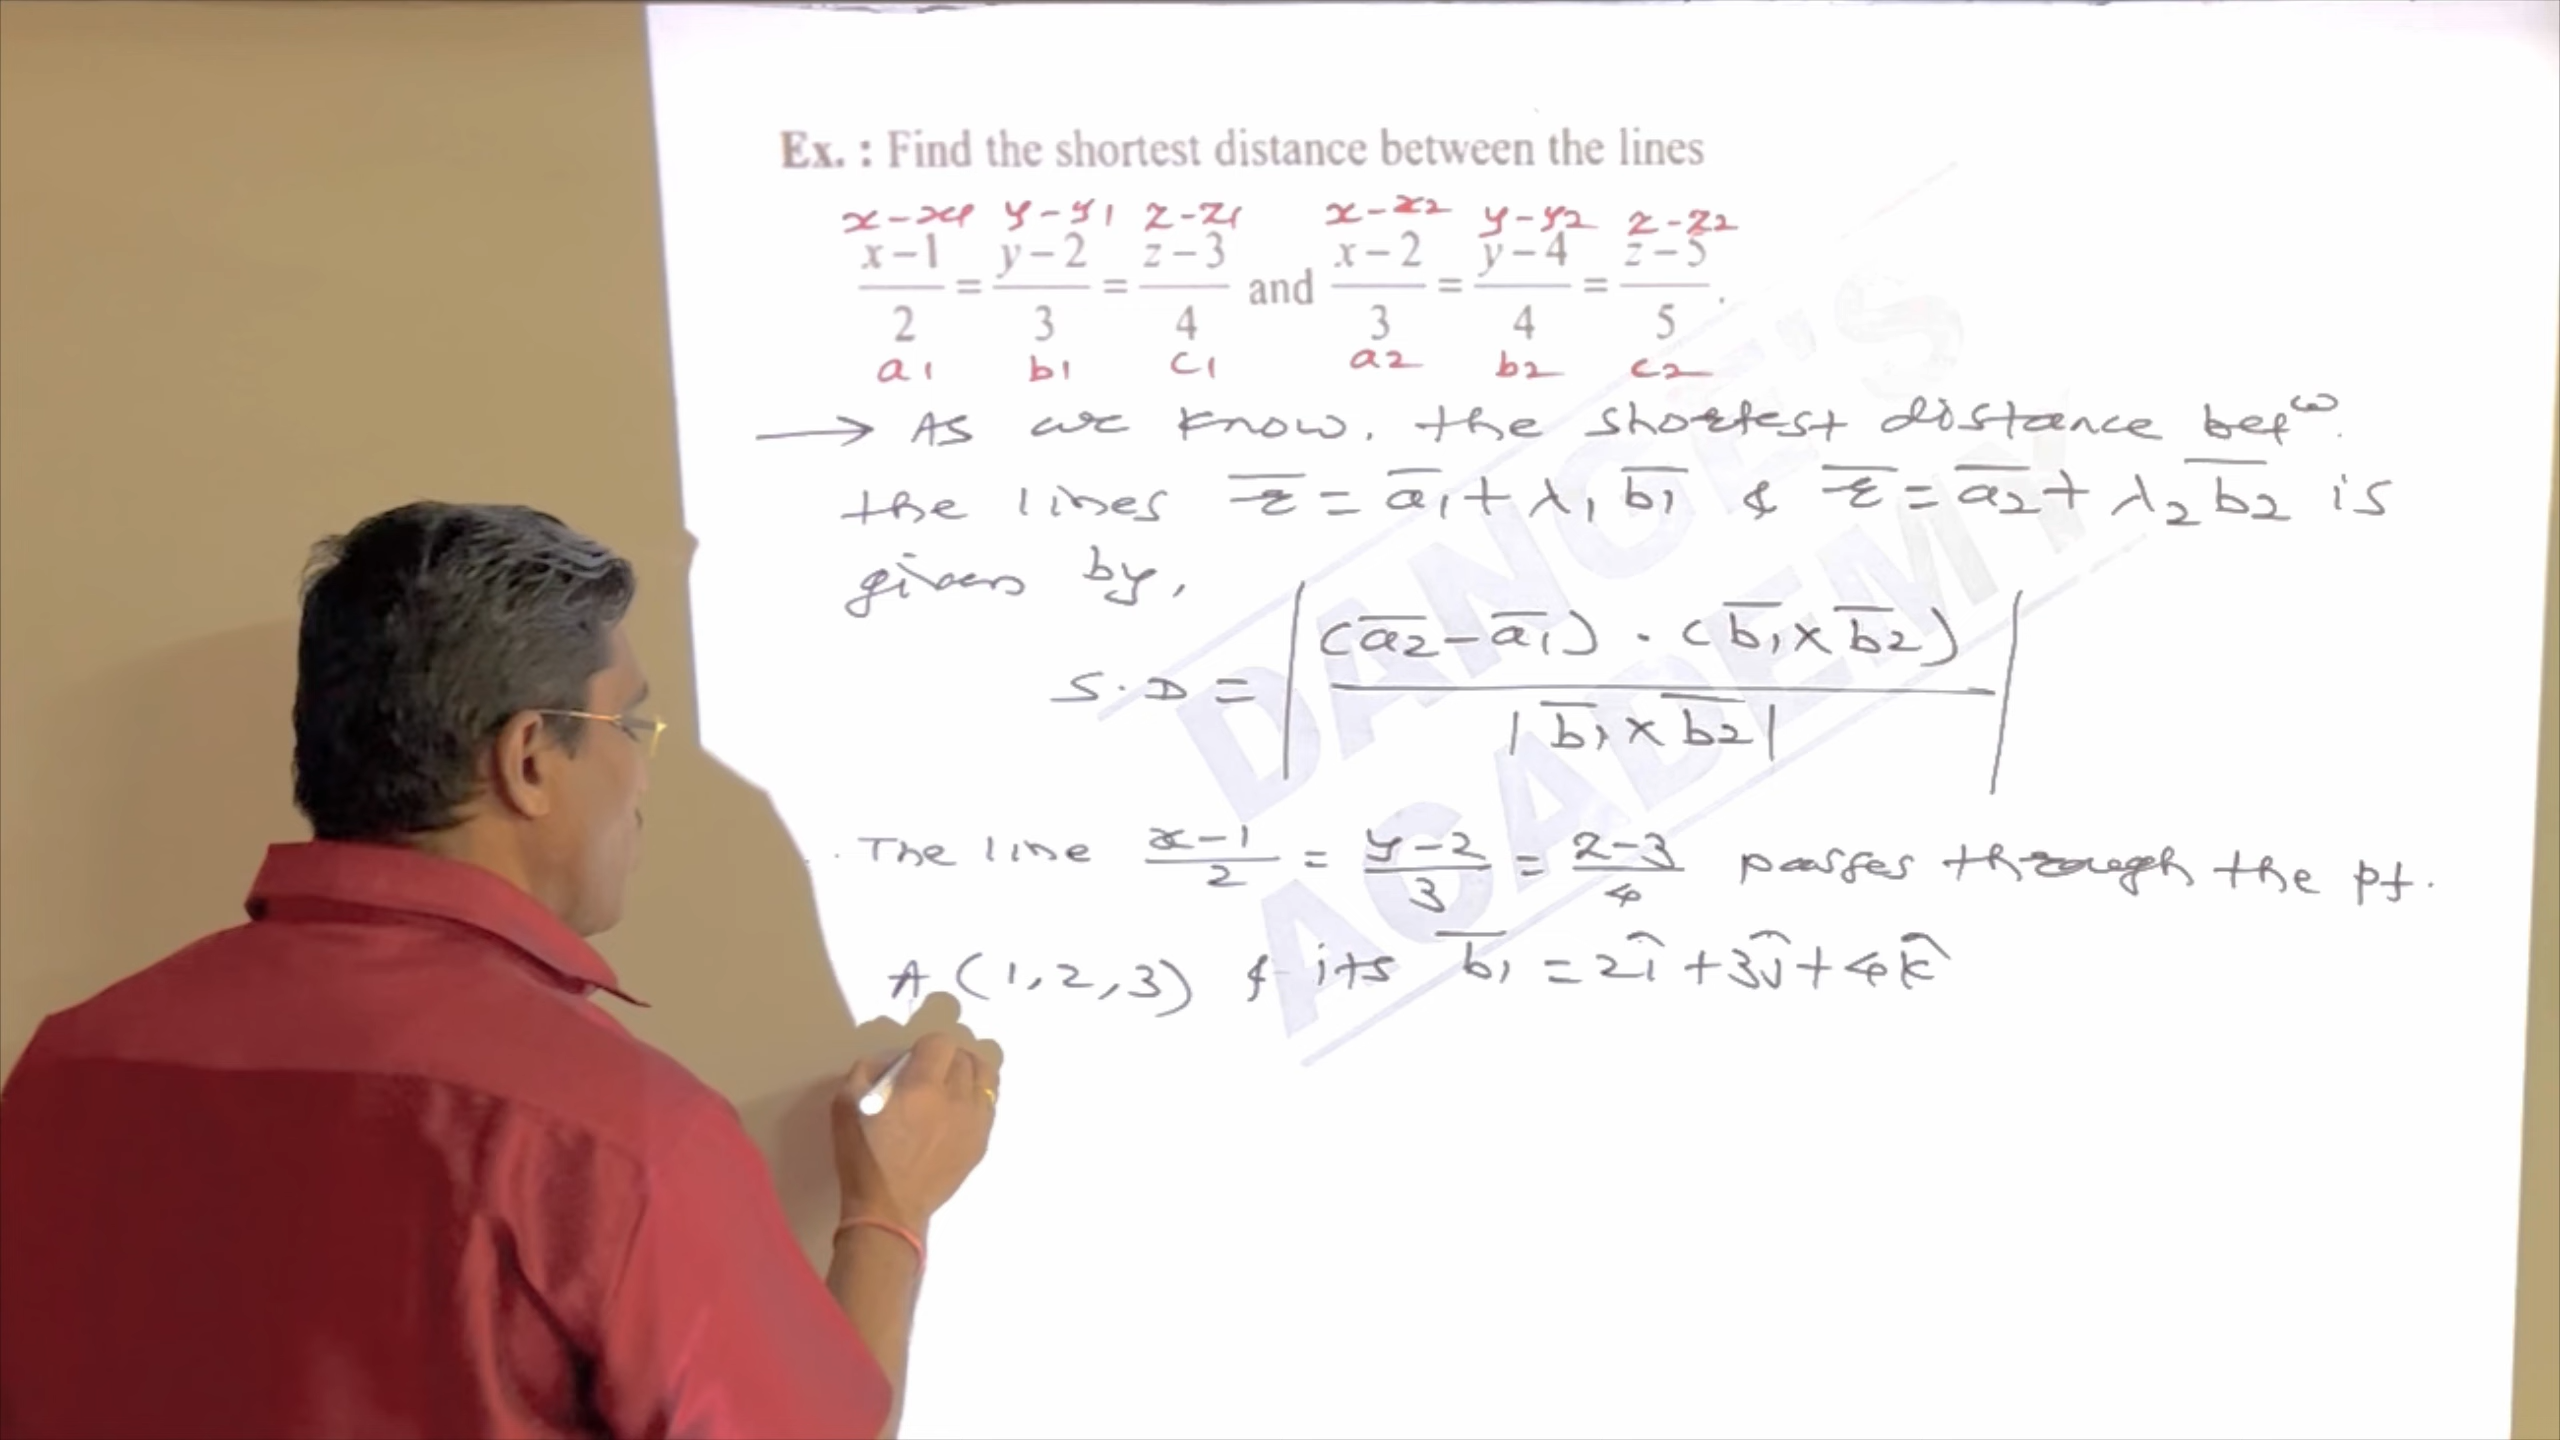 Ex. : Find the shortest distance between the lines
x-x1 y-y1 z-z1 x-x2 y-y2 z-z2
x-1/2 = y-2/3 = z-3/4 and x-2/3 = y-4/4 = z-5/5.
a1 b1 c1 a2 b2 c2
→ As we know, the shortest distance betw.
the lines r̄ = ā1 + λ1 b̄1 & r̄ = ā2 + λ2 b̄2 is
given by,
S.D = | (ā2 - ā1) . (b̄1 x b̄2) / |b̄1 x b̄2| |
The line x-1/2 = y-2/3 = z-3/4 passes through the pt.
A (1, 2, 3) & its b̄1 = 2î + 3ĵ + 4k̂
DANGE'S
ACADEMY